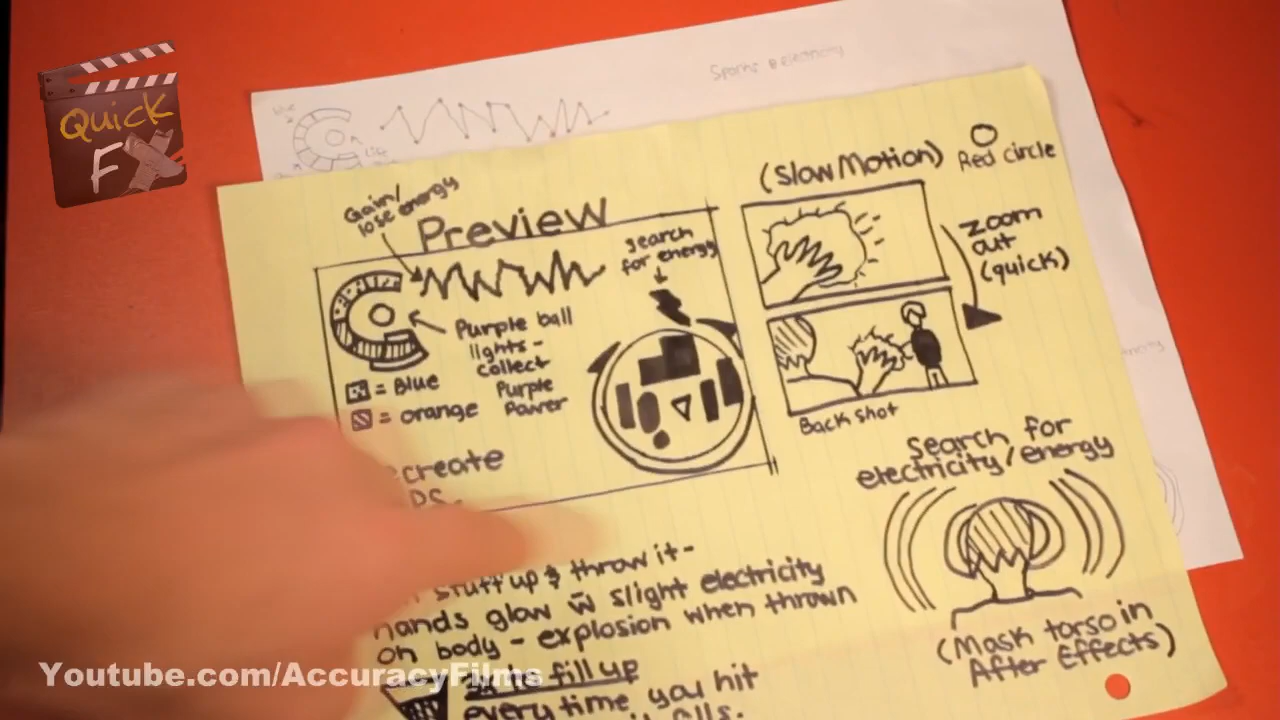 Quick
FX
Sparks & electricity
Blue
Gain/
lose energy
Preview
Search
for energy
Purple ball
lights -
collect
Purple
Power
= Blue
= orange
create
(Slow Motion)
Red circle
Zoom
out
(quick)
Back shot
Search for
electricity/energy
(Mask torso in
After Effects)
stuff up & throw it-
hands glow w slight electricity
on body - explosion when thrown
to fill up
every time you hit
Youtube.com/AccuracyFilms